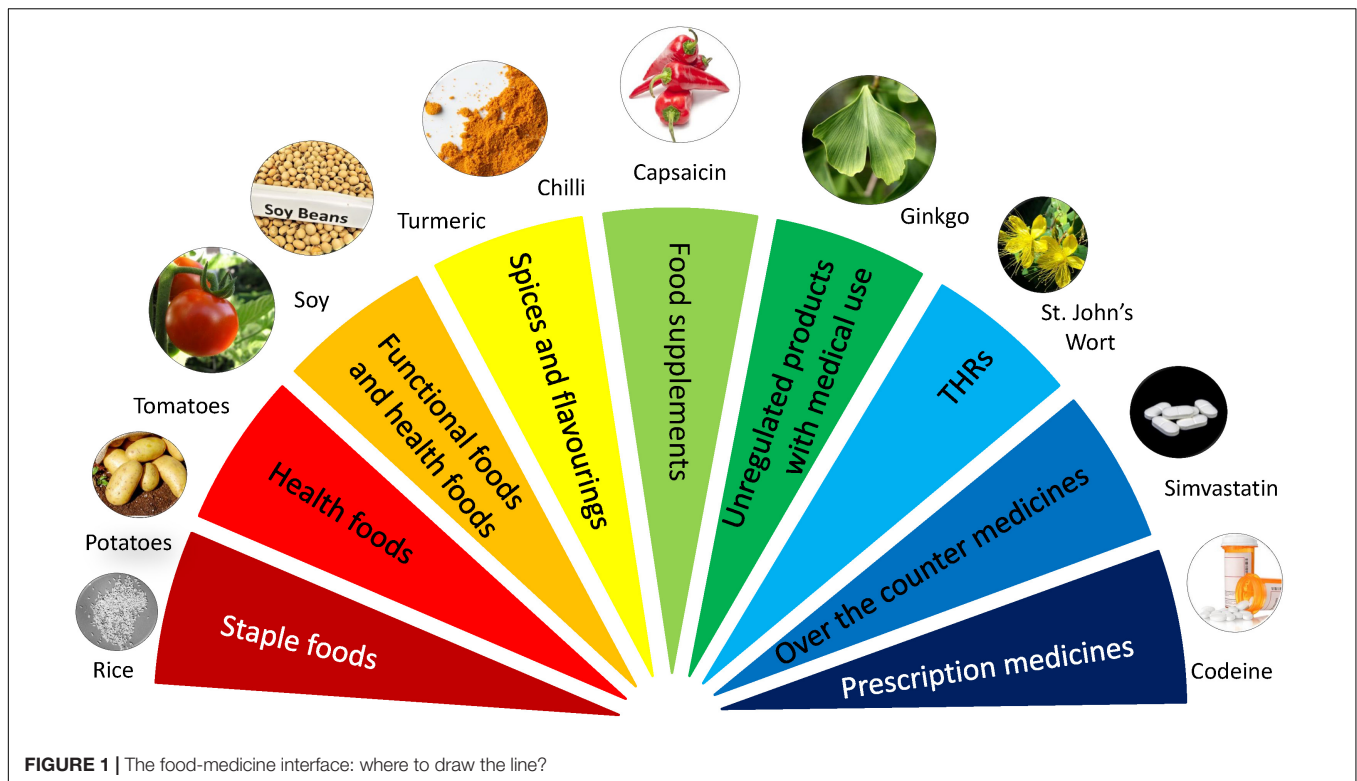 Rice
Potatoes
Tomatoes
Soy
Soy Beans
Turmeric
Chilli
Capsaicin
Ginkgo
St. John's
Wort
Simvastatin
Codeine
Staple foods
Health foods
Functional foods
and health foods
Spices and flavourings
Food supplements
Unregulated products
with medical use
THRs
Over the counter medicines
Prescription medicines
FIGURE 1 | The food-medicine interface: where to draw the line?